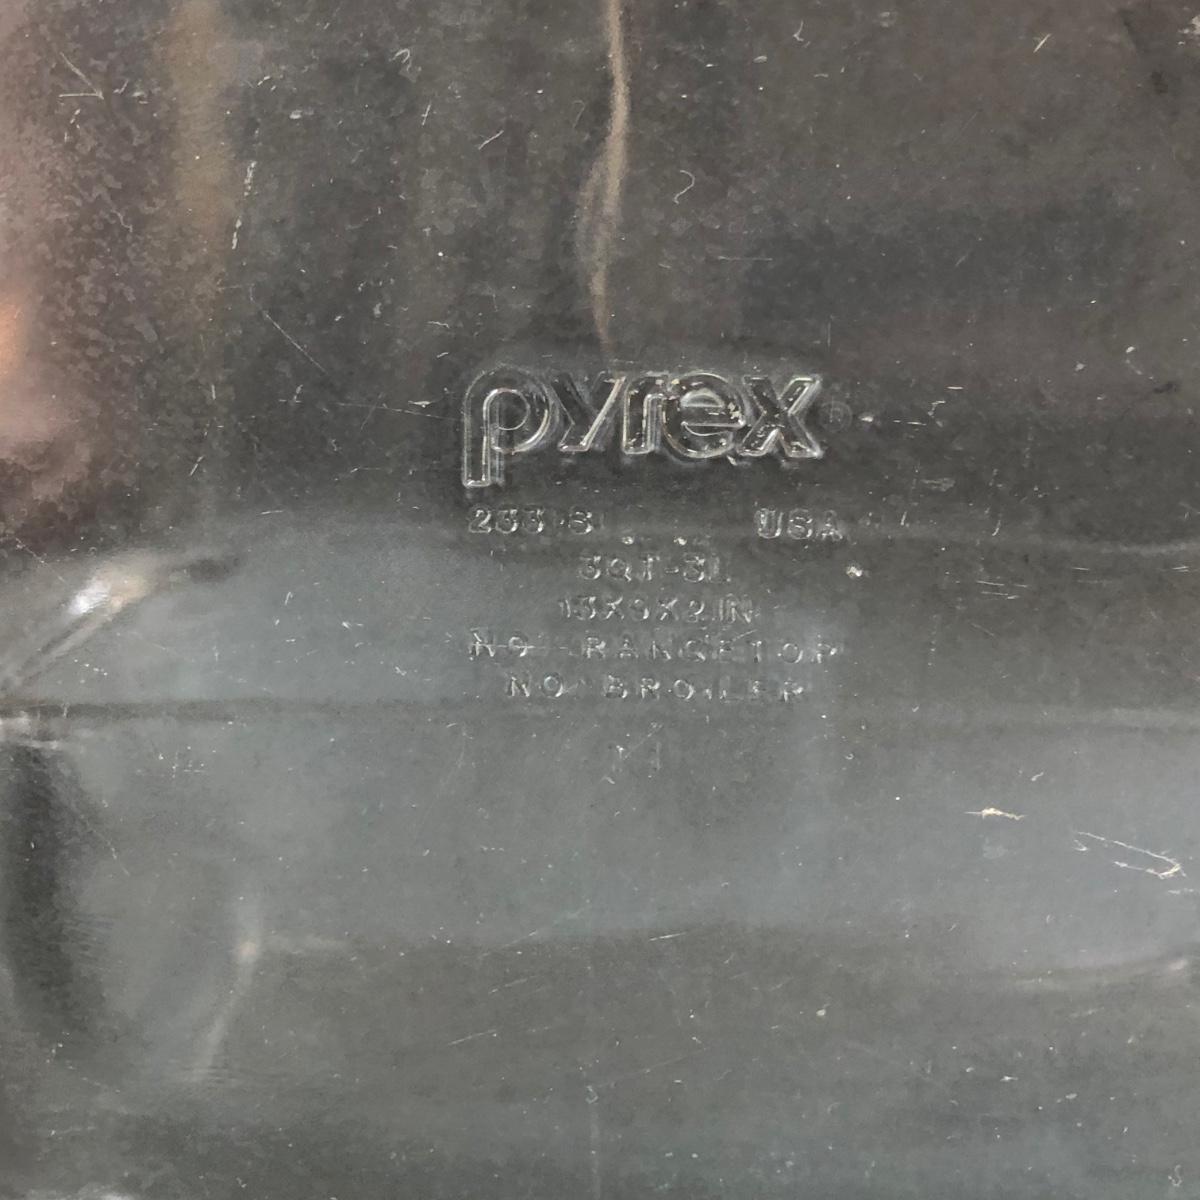 pyrex®
233-S USA
3QT-3L
13X9X2IN
NO RANGETOP
NO BROILER